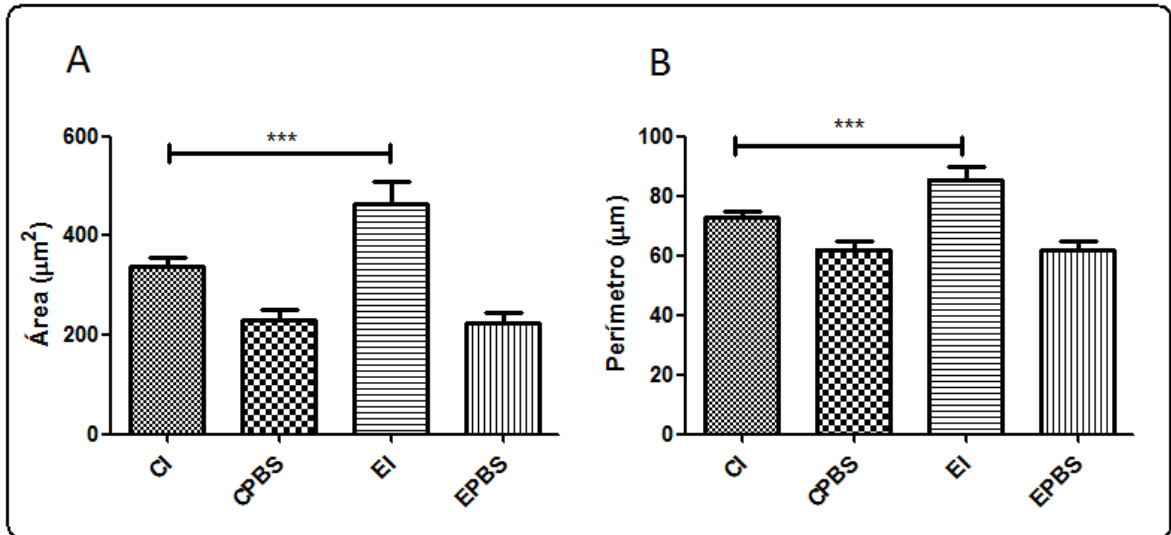 A
***
600
400
200
0
Área (µm²)
CI
CPBS
EI
EPBS
B
***
100
80
60
40
20
0
Perímetro (µm)
CI
CPBS
EI
EPBS